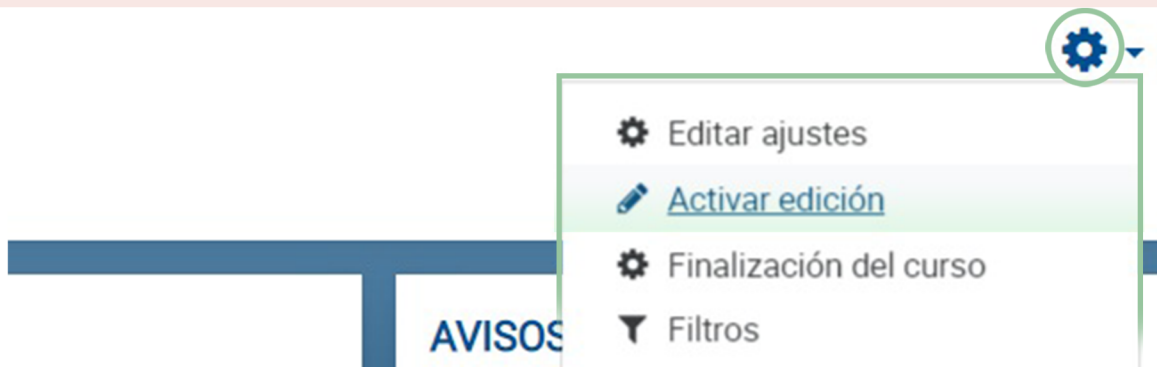 Editar ajustes
Activar edición
Finalización del curso
AVISOS
Filtros